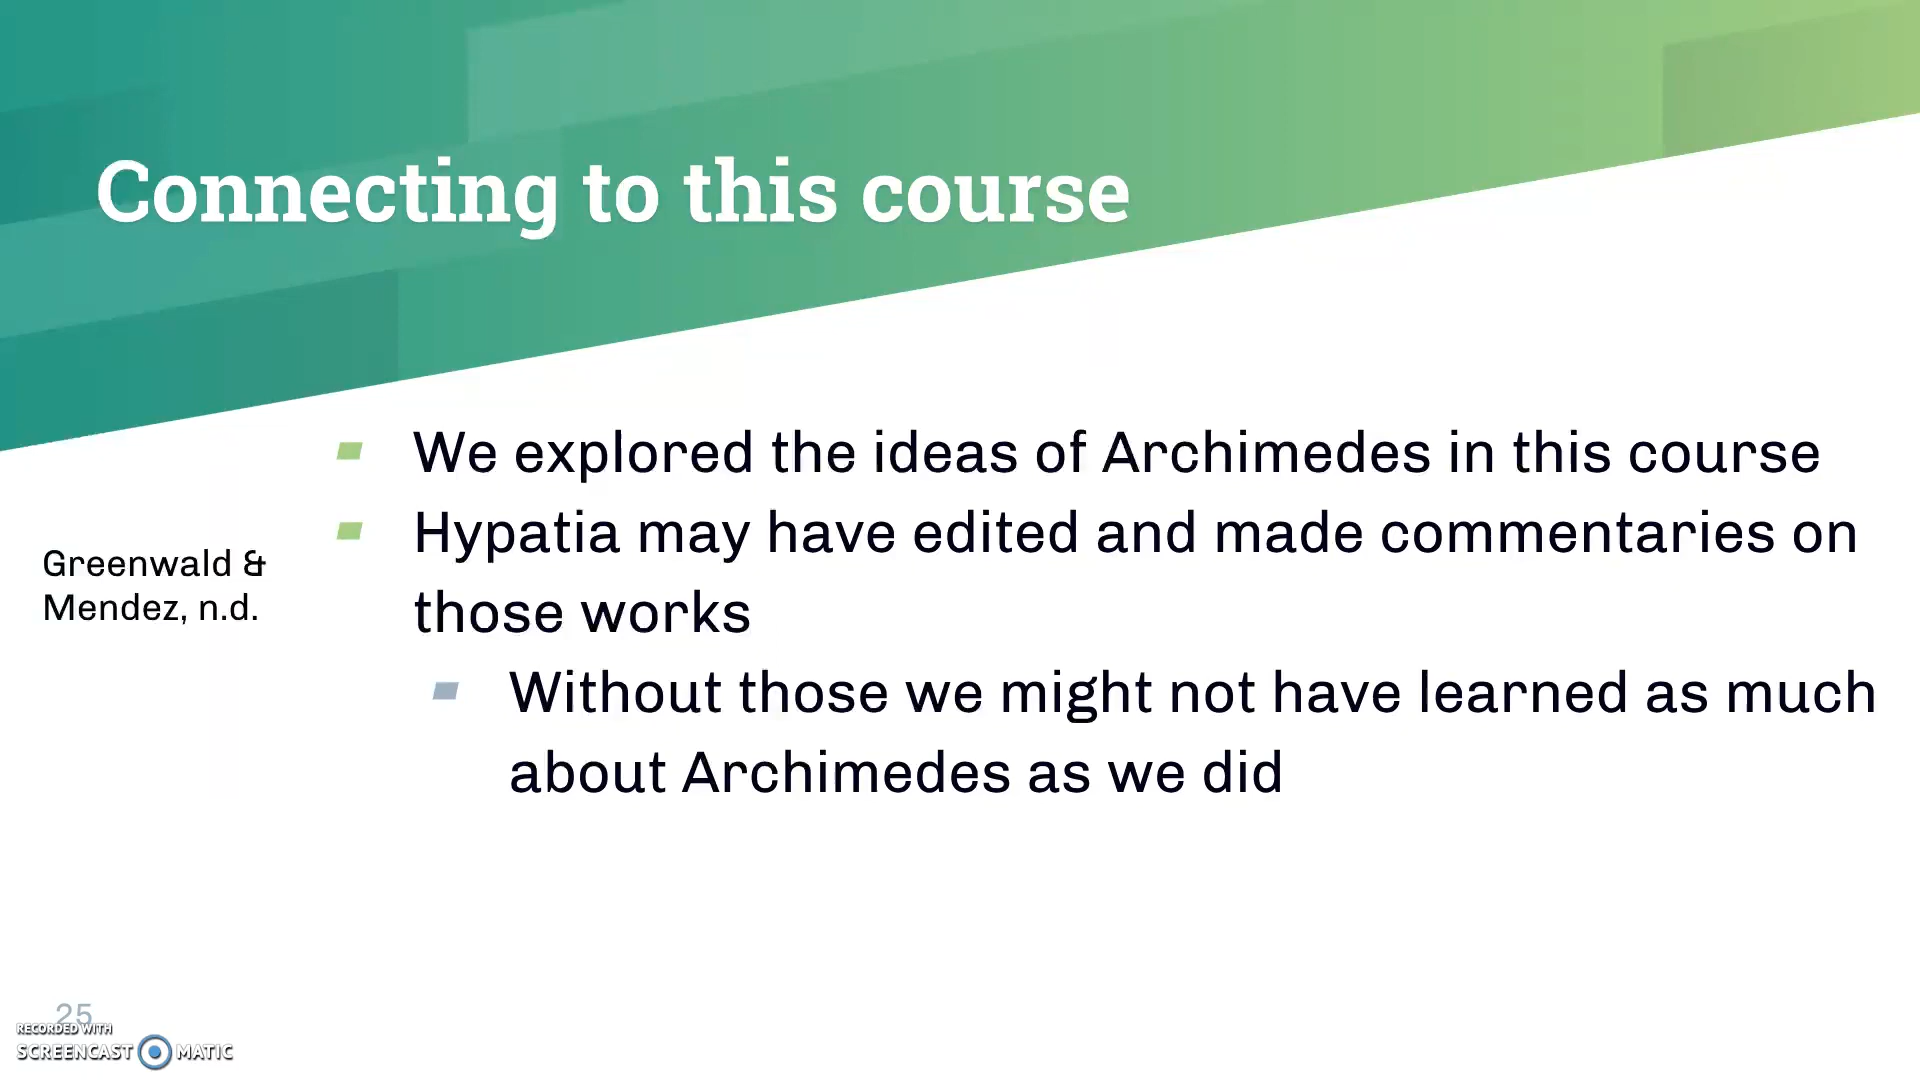 Connecting to this course
We explored the ideas of Archimedes in this course
Hypatia may have edited and made commentaries on
those works
Without those we might not have learned as much
about Archimedes as we did
Greenwald &
Mendez, n.d.
25
RECORDED WITH
SCREENCAST MATIC